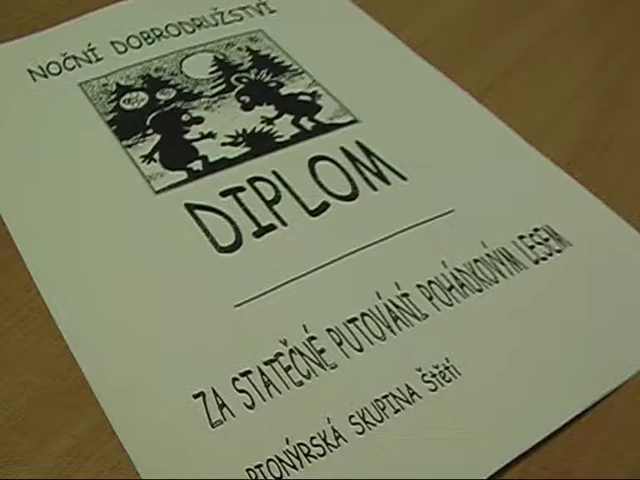 NOČNÍ DOBRODRUŽSTVÍ
DIPLOM
ZA STATEČNÉ PUTOVÁNÍ POHÁDKOVÝM LESEM
PIONÝRSKÁ SKUPINA Štětí